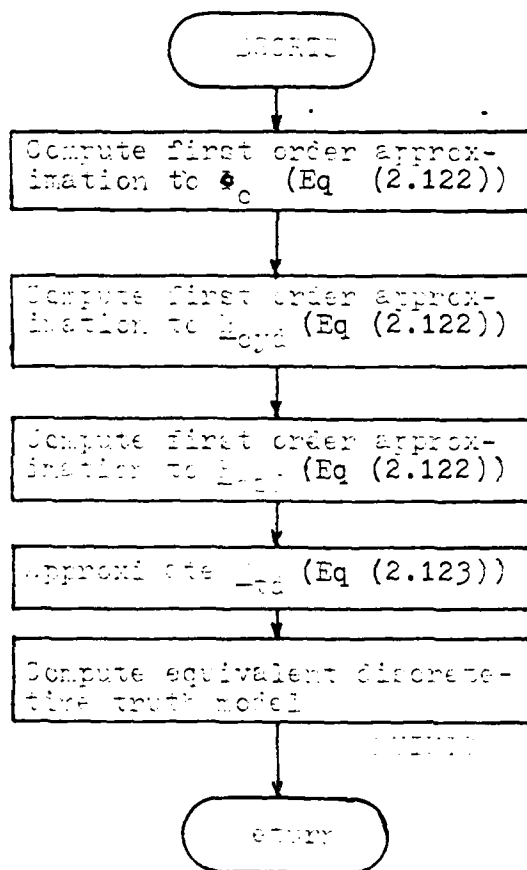 Compute first order approx-
imation to Φ_c (Eq (2.122))
Compute first order approx-
imation to (Eq (2.122))
Compute first order approx-
imation to (Eq (2.122))
(Eq (2.123))
Compute equivalent discrete-
time truth model